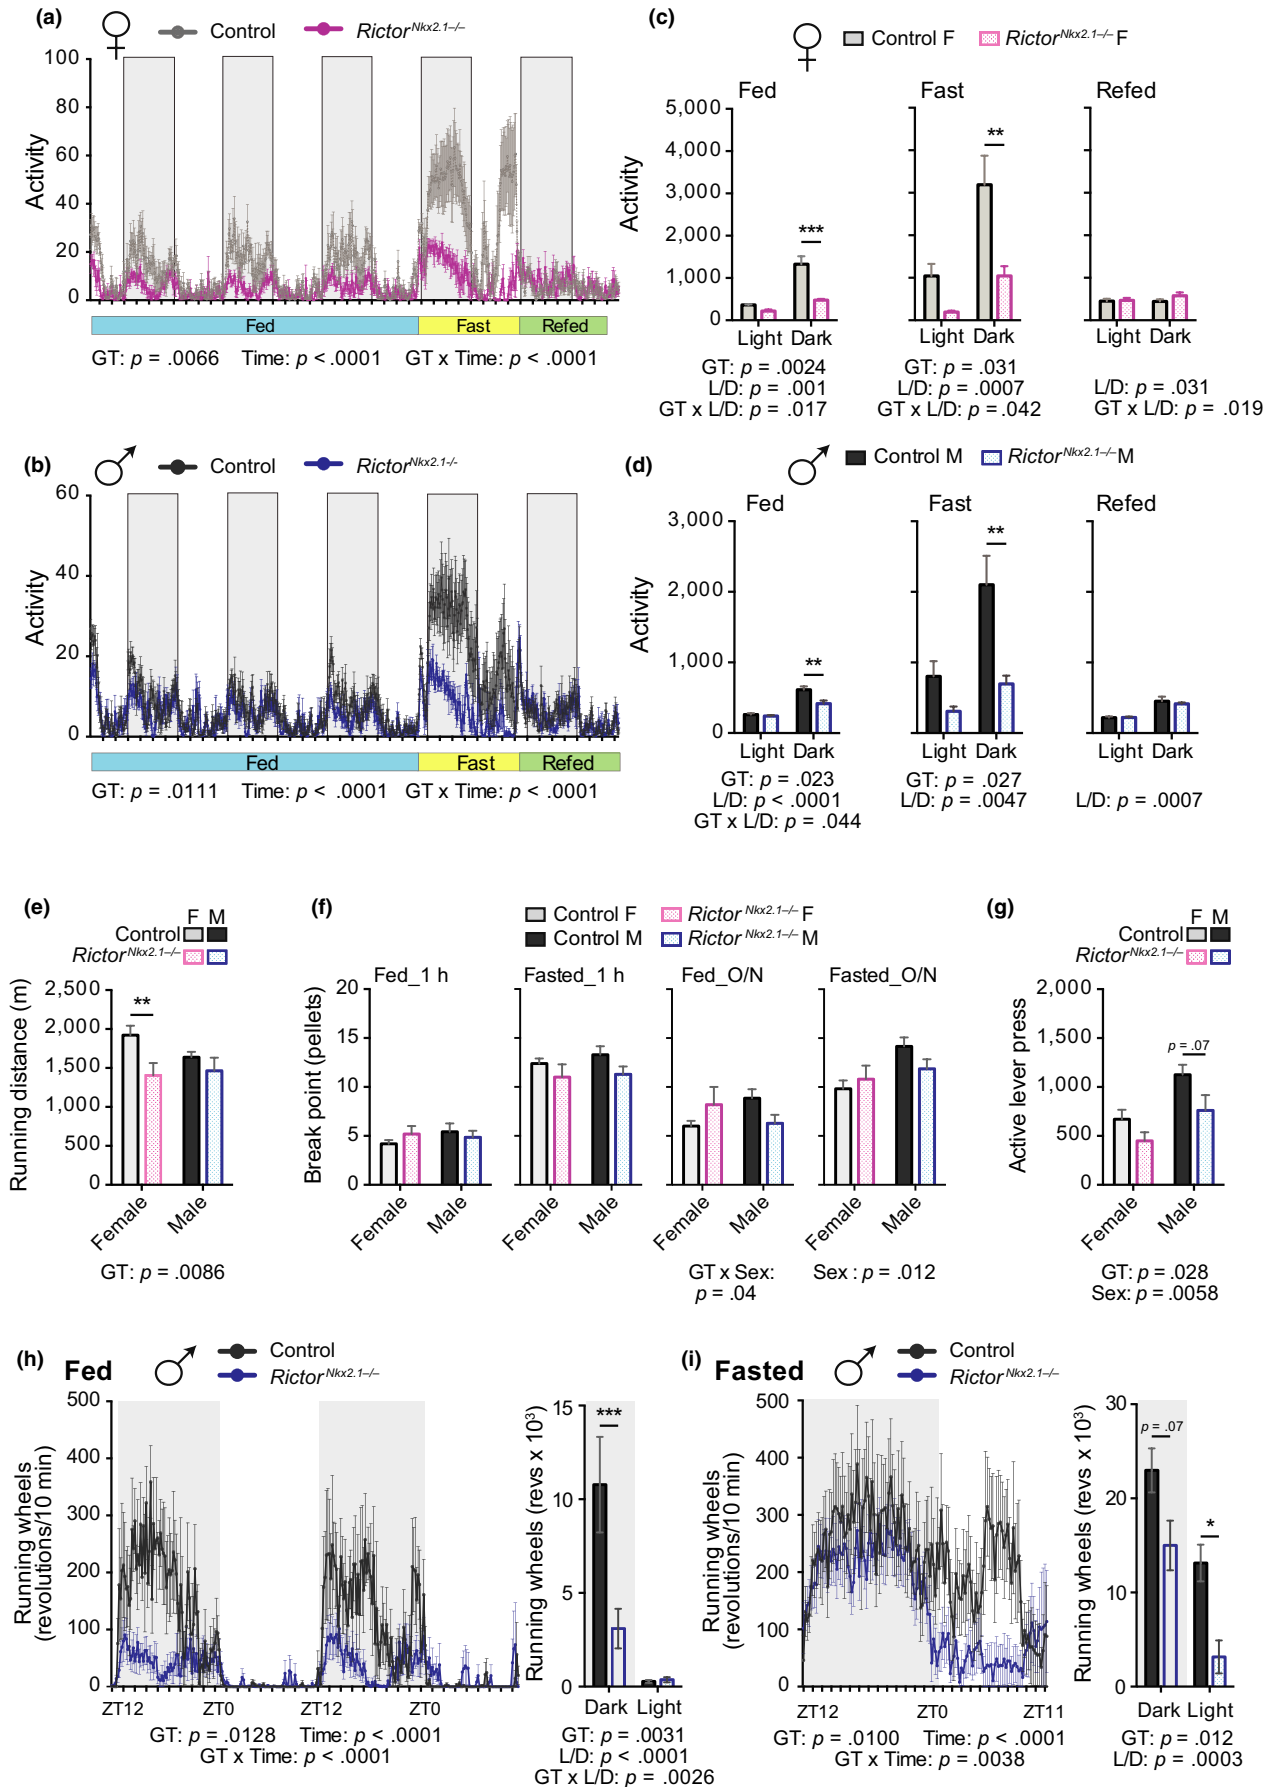 (a)
Control
Rictor^Nkx2.1–/–
100
80
60
40
20
0
Activity
Fed Fast Refed
GT: p = .0066 Time: p < .0001 GT x Time: p < .0001
(c)
Control F Rictor^Nkx2.1–/– F
Fed Fast Refed
5,000
4,000
3,000
2,000
1,000
0
Activity
***
**
Light Dark Light Dark Light Dark
GT: p = .0024
L/D: p = .001
GT x L/D: p = .017
GT: p = .031
L/D: p = .0007
GT x L/D: p = .042
L/D: p = .031
GT x L/D: p = .019
(b)
Control Rictor^Nkx2.1-/-
60
40
20
0
Activity
Fed Fast Refed
GT: p = .0111 Time: p < .0001 GT x Time: p < .0001
(d)
Control M Rictor^Nkx2.1–/– M
Fed Fast Refed
3,000
2,000
1,000
0
Activity
**
**
Light Dark Light Dark Light Dark
GT: p = .023
L/D: p < .0001
GT x L/D: p = .044
GT: p = .027
L/D: p = .0047
L/D: p = .0007
(e)
F M
Control
Rictor^Nkx2.1–/–
2,500
2,000
1,500
1,000
500
0
Running distance (m)
**
Female Male
GT: p = .0086
(f)
Control F Rictor^Nkx2.1–/– F
Control M Rictor^Nkx2.1–/– M
Fed_1 h Fasted_1 h Fed_O/N Fasted_O/N
20
15
10
5
0
Break point (pellets)
Female Male Female Male Female Male Female Male
GT x Sex:
p = .04
Sex : p = .012
(g)
F M
Control
Rictor^Nkx2.1–/–
2,000
1,500
1,000
500
0
Active lever press
p = .07
Female Male
GT: p = .028
Sex: p = .0058
(h) Fed
Control
Rictor^Nkx2.1–/–
500
400
300
200
100
0
Running wheels
(revolutions/10 min)
ZT12 ZT0 ZT12 ZT0
GT: p = .0128 Time: p < .0001
GT x Time: p < .0001
15
10
5
0
Running wheels (revs x 10³)
***
Dark Light
GT: p = .0031
L/D: p < .0001
GT x L/D: p = .0026
(i) Fasted
Control
Rictor^Nkx2.1–/–
500
400
300
200
100
0
Running wheels
(revolutions/10 min)
ZT12 ZT0 ZT11
GT: p = .0100 Time: p < .0001
GT x Time: p = .0038
30
20
10
0
Running wheels (revs x 10³)
p = .07
*
Dark Light
GT: p = .012
L/D: p = .0003